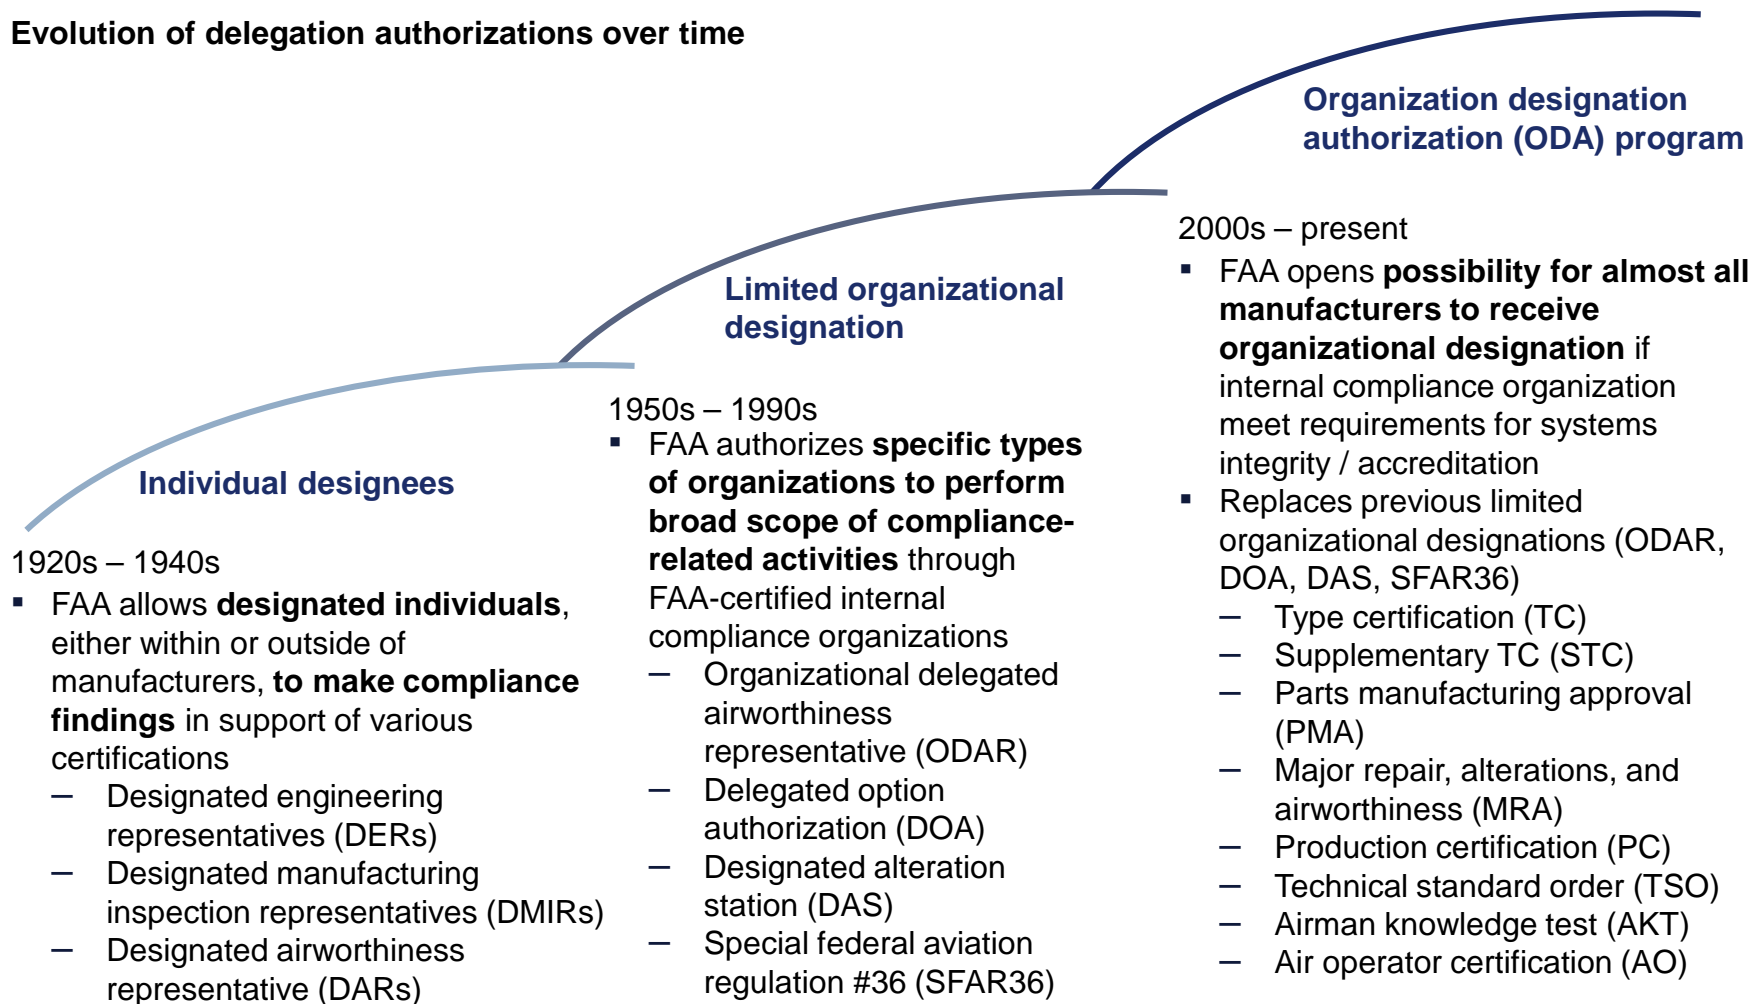 Evolution of delegation authorizations over time
Individual designees
1920s – 1940s
▪ FAA allows designated individuals,
either within or outside of
manufacturers, to make compliance
findings in support of various
certifications
– Designated engineering
representatives (DERs)
– Designated manufacturing
inspection representatives (DMIRs)
– Designated airworthiness
representative (DARs)
Limited organizational
designation
1950s – 1990s
▪ FAA authorizes specific types
of organizations to perform
broad scope of compliance-
related activities through
FAA-certified internal
compliance organizations
– Organizational delegated
airworthiness
representative (ODAR)
– Delegated option
authorization (DOA)
– Designated alteration
station (DAS)
– Special federal aviation
regulation #36 (SFAR36)
Organization designation
authorization (ODA) program
2000s – present
▪ FAA opens possibility for almost all
manufacturers to receive
organizational designation if
internal compliance organization
meet requirements for systems
integrity / accreditation
▪ Replaces previous limited
organizational designations (ODAR,
DOA, DAS, SFAR36)
– Type certification (TC)
– Supplementary TC (STC)
– Parts manufacturing approval
(PMA)
– Major repair, alterations, and
airworthiness (MRA)
– Production certification (PC)
– Technical standard order (TSO)
– Airman knowledge test (AKT)
– Air operator certification (AO)